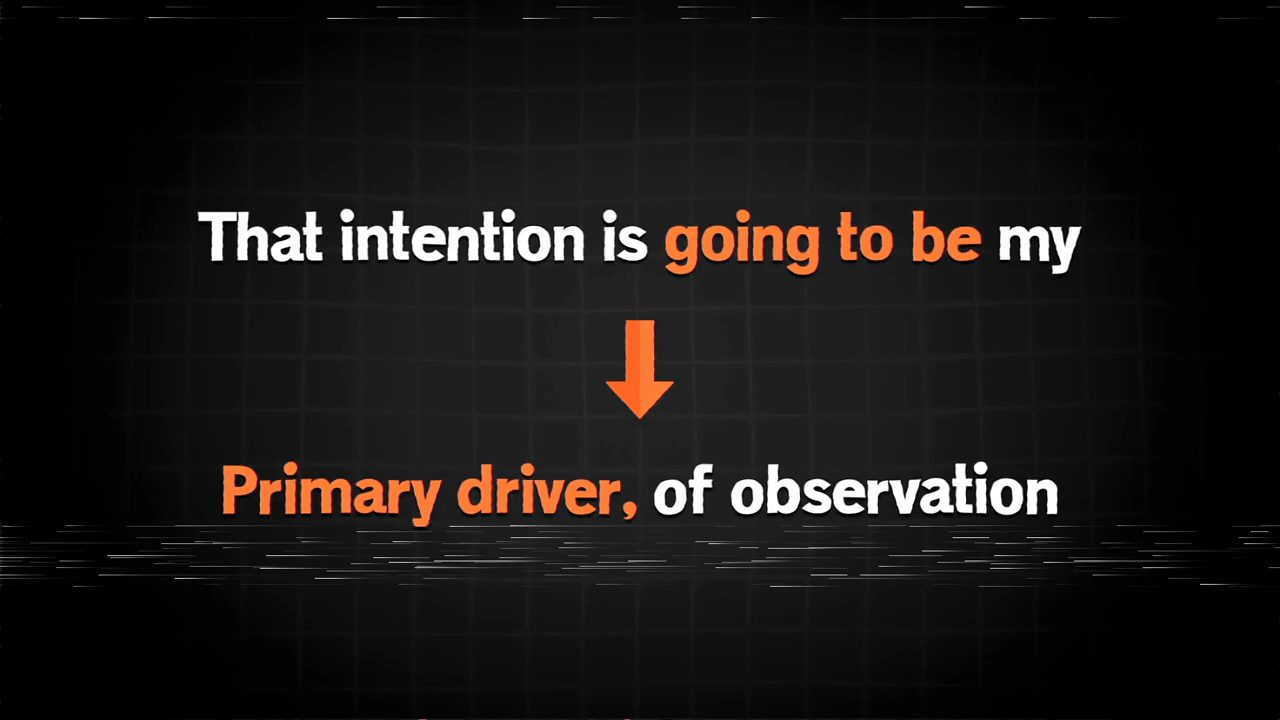 That intention is going to be my
Primary driver, of observation